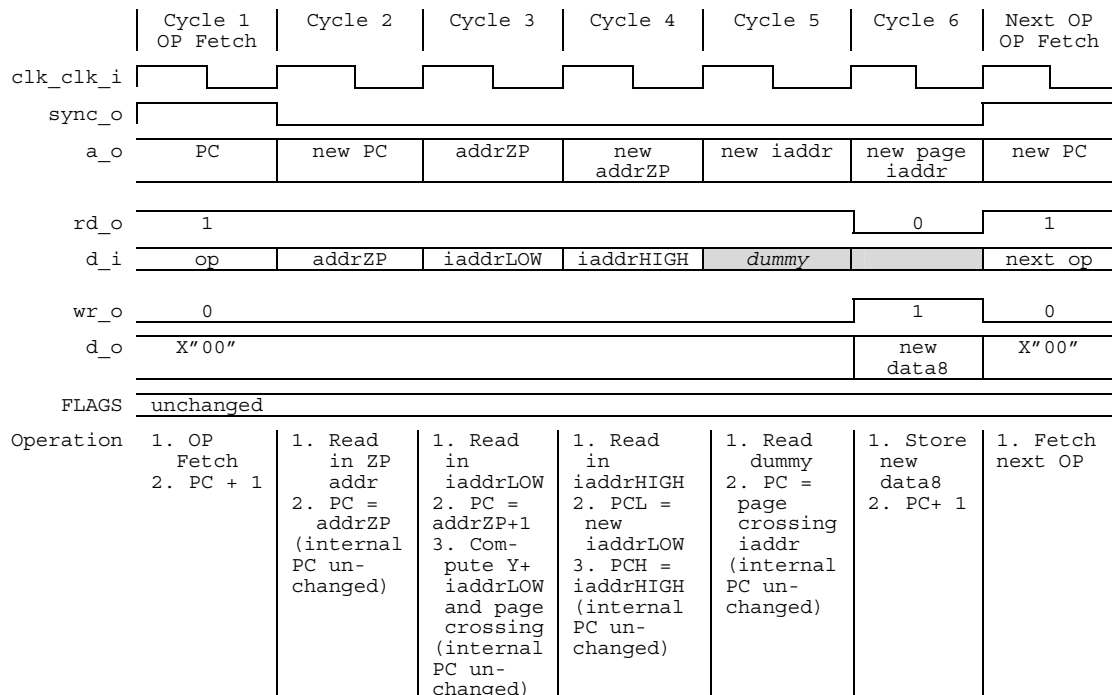 Cycle 1 Cycle 2 Cycle 3 Cycle 4 Cycle 5 Cycle 6 Next OP
OP Fetch OP Fetch
clk_clk_i
sync_o
a_o PC new PC addrZP new new iaddr new page new PC
addrZP iaddr
rd_o 1 0 1
d_i op addrZP iaddrLOW iaddrHIGH dummy next op
wr_o 0 1 0
d_o X"00" new X"00"
data8
FLAGS unchanged
Operation 1. OP 1. Read 1. Read 1. Read 1. Read 1. Store 1. Fetch
Fetch in ZP in in dummy new next OP
2. PC + 1 addr iaddrLOW iaddrHIGH 2. PC = data8
2. PC = 2. PC = 2. PCL = page 2. PC+ 1
addrZP addrZP+1 new crossing
(internal 3. Com- iaddrLOW iaddr
PC un- pute Y+ 3. PCH = (internal
changed) iaddrLOW iaddrHIGH PC un-
and page (internal changed)
crossing PC un-
(internal changed)
PC un-
changed)